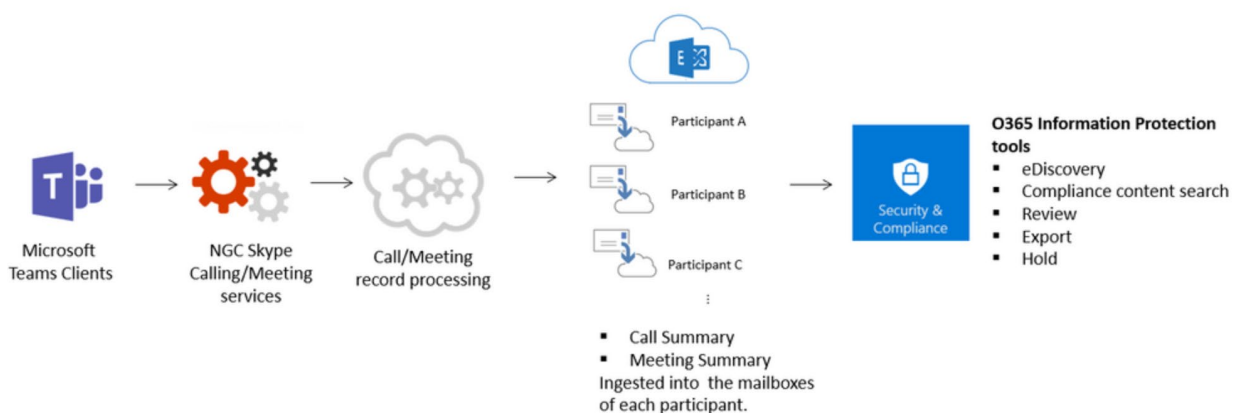 T
Microsoft
Teams Clients
NGC Skype
Calling/Meeting
services
Call/Meeting
record processing
E
Participant A
Participant B
Participant C
⋮
▪ Call Summary
▪ Meeting Summary
Ingested into the mailboxes
of each participant.
Security &
Compliance
O365 Information Protection
tools
▪ eDiscovery
▪ Compliance content search
▪ Review
▪ Export
▪ Hold